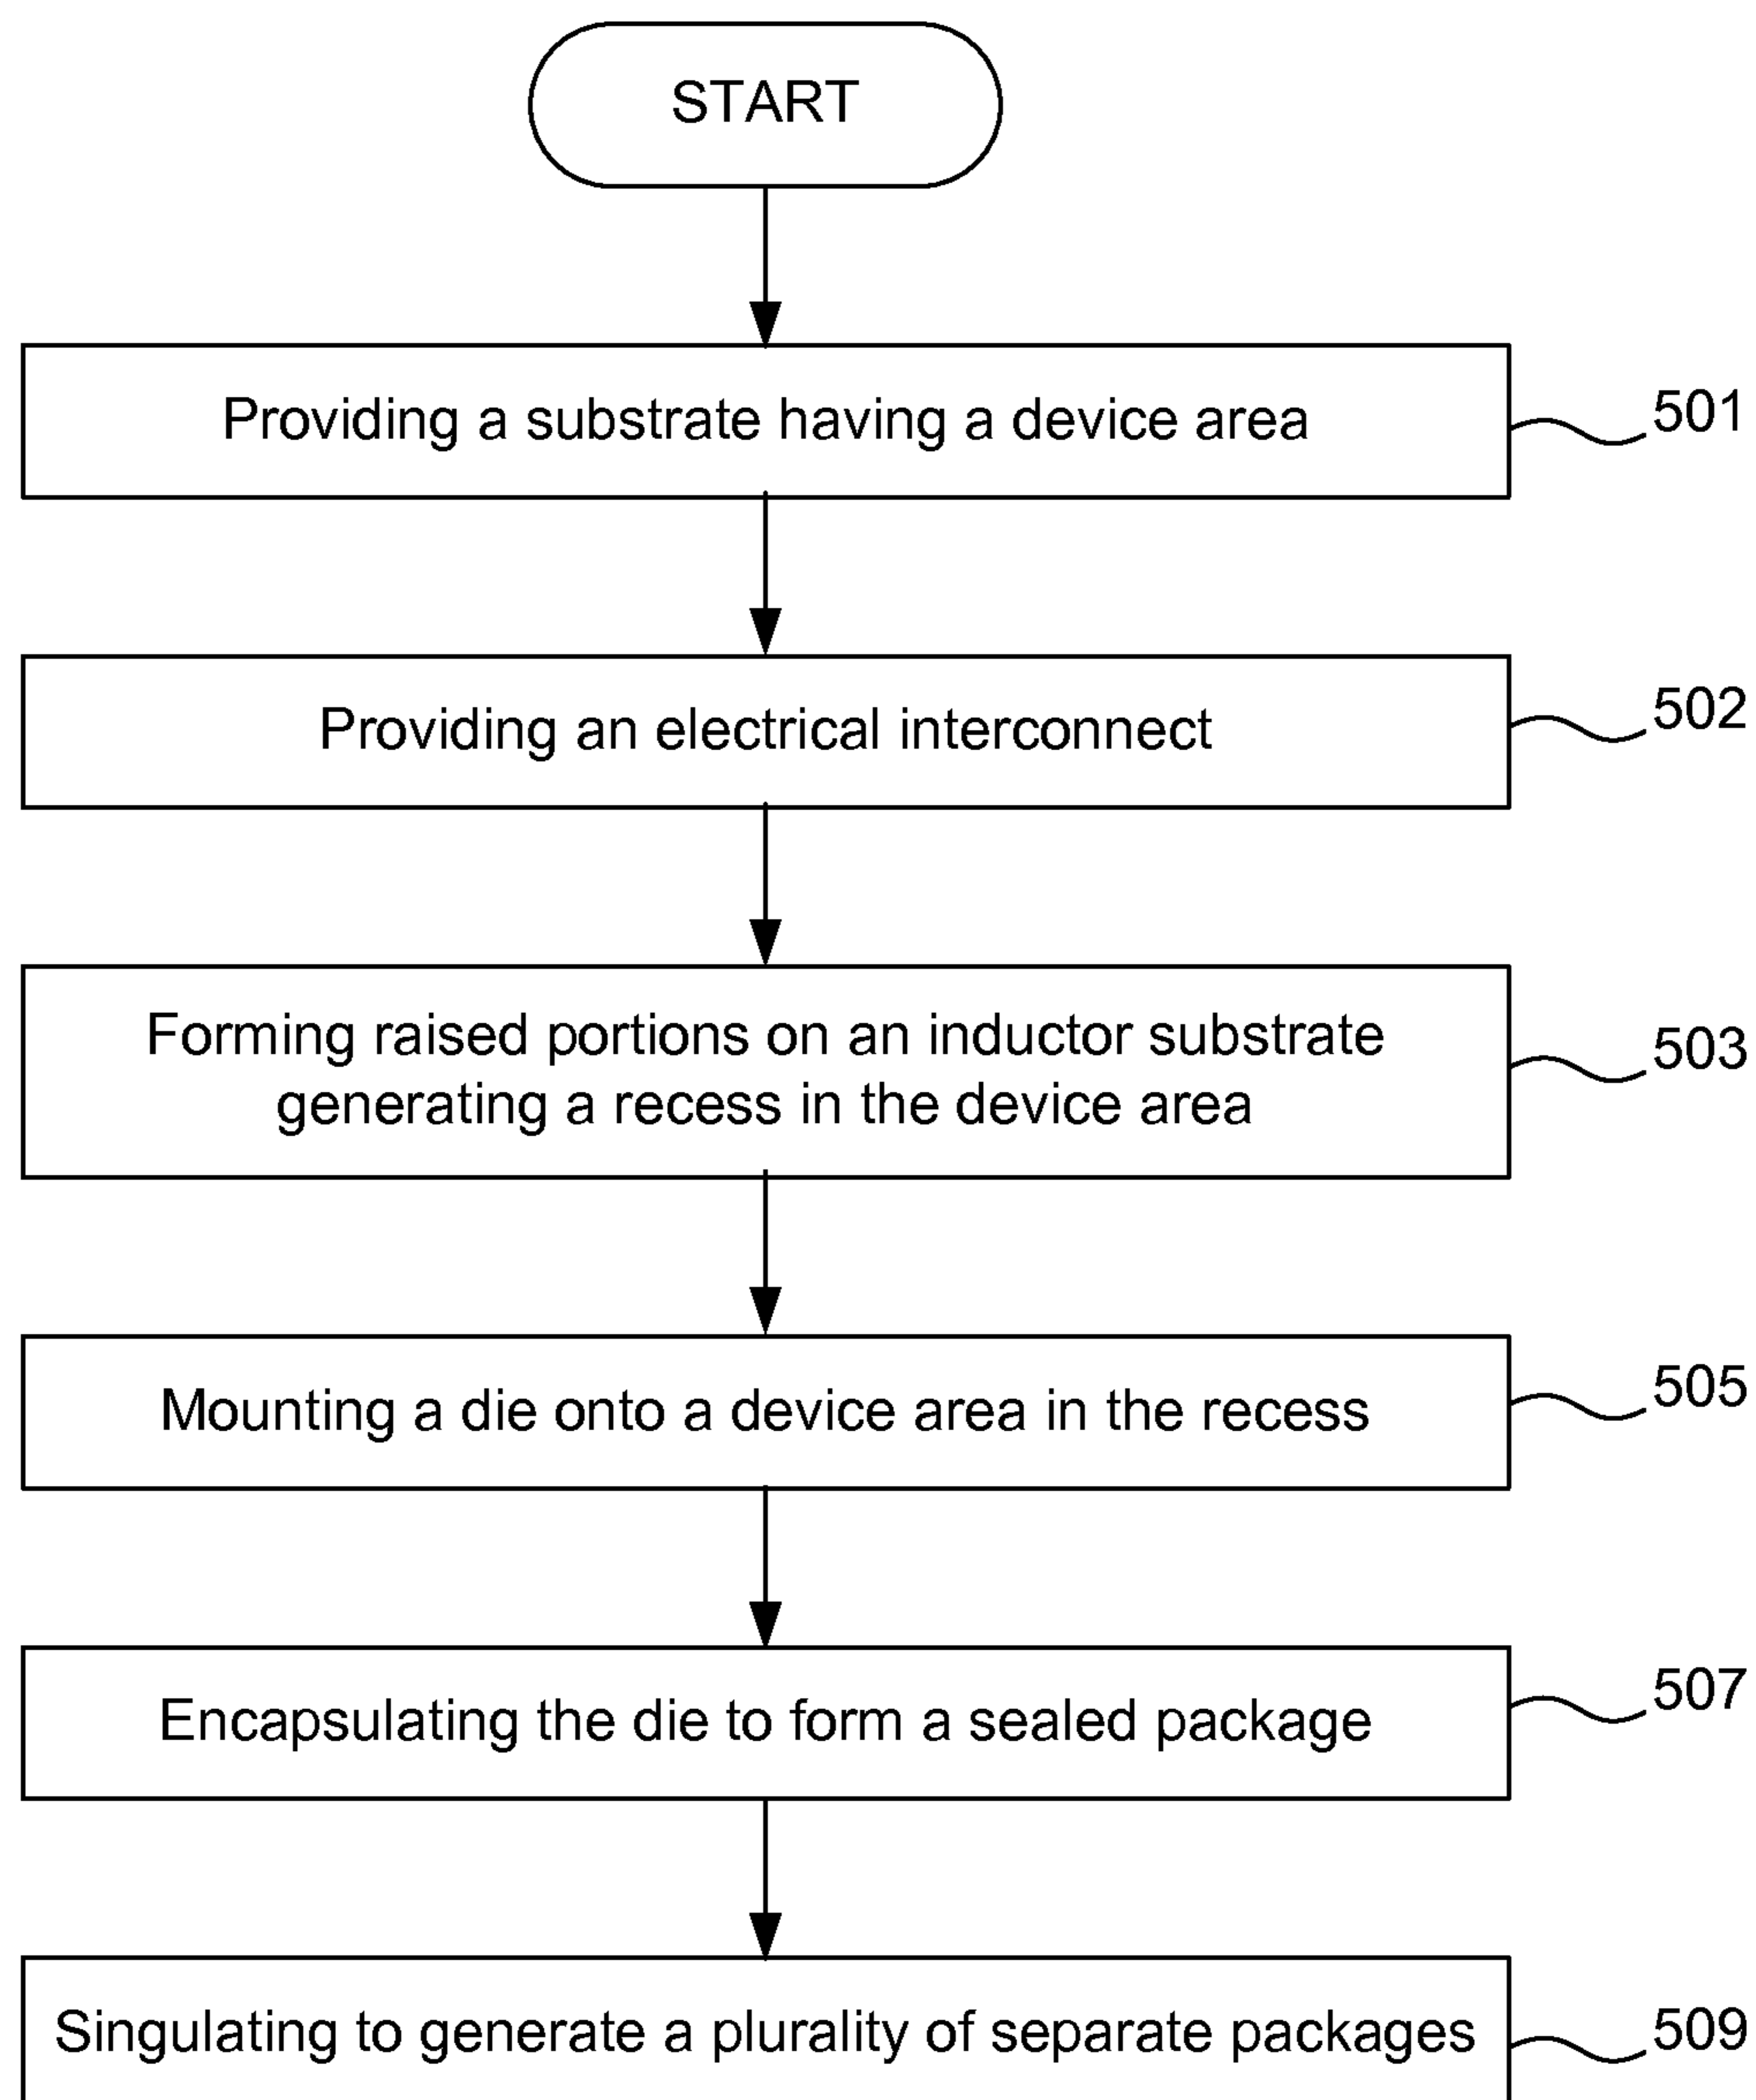 START
Providing a substrate having a device area
501
Providing an electrical interconnect
502
Forming raised portions on an inductor substrate
generating a recess in the device area
503
Mounting a die onto a device area in the recess
505
Encapsulating the die to form a sealed package
507
Singulating to generate a plurality of separate packages
509